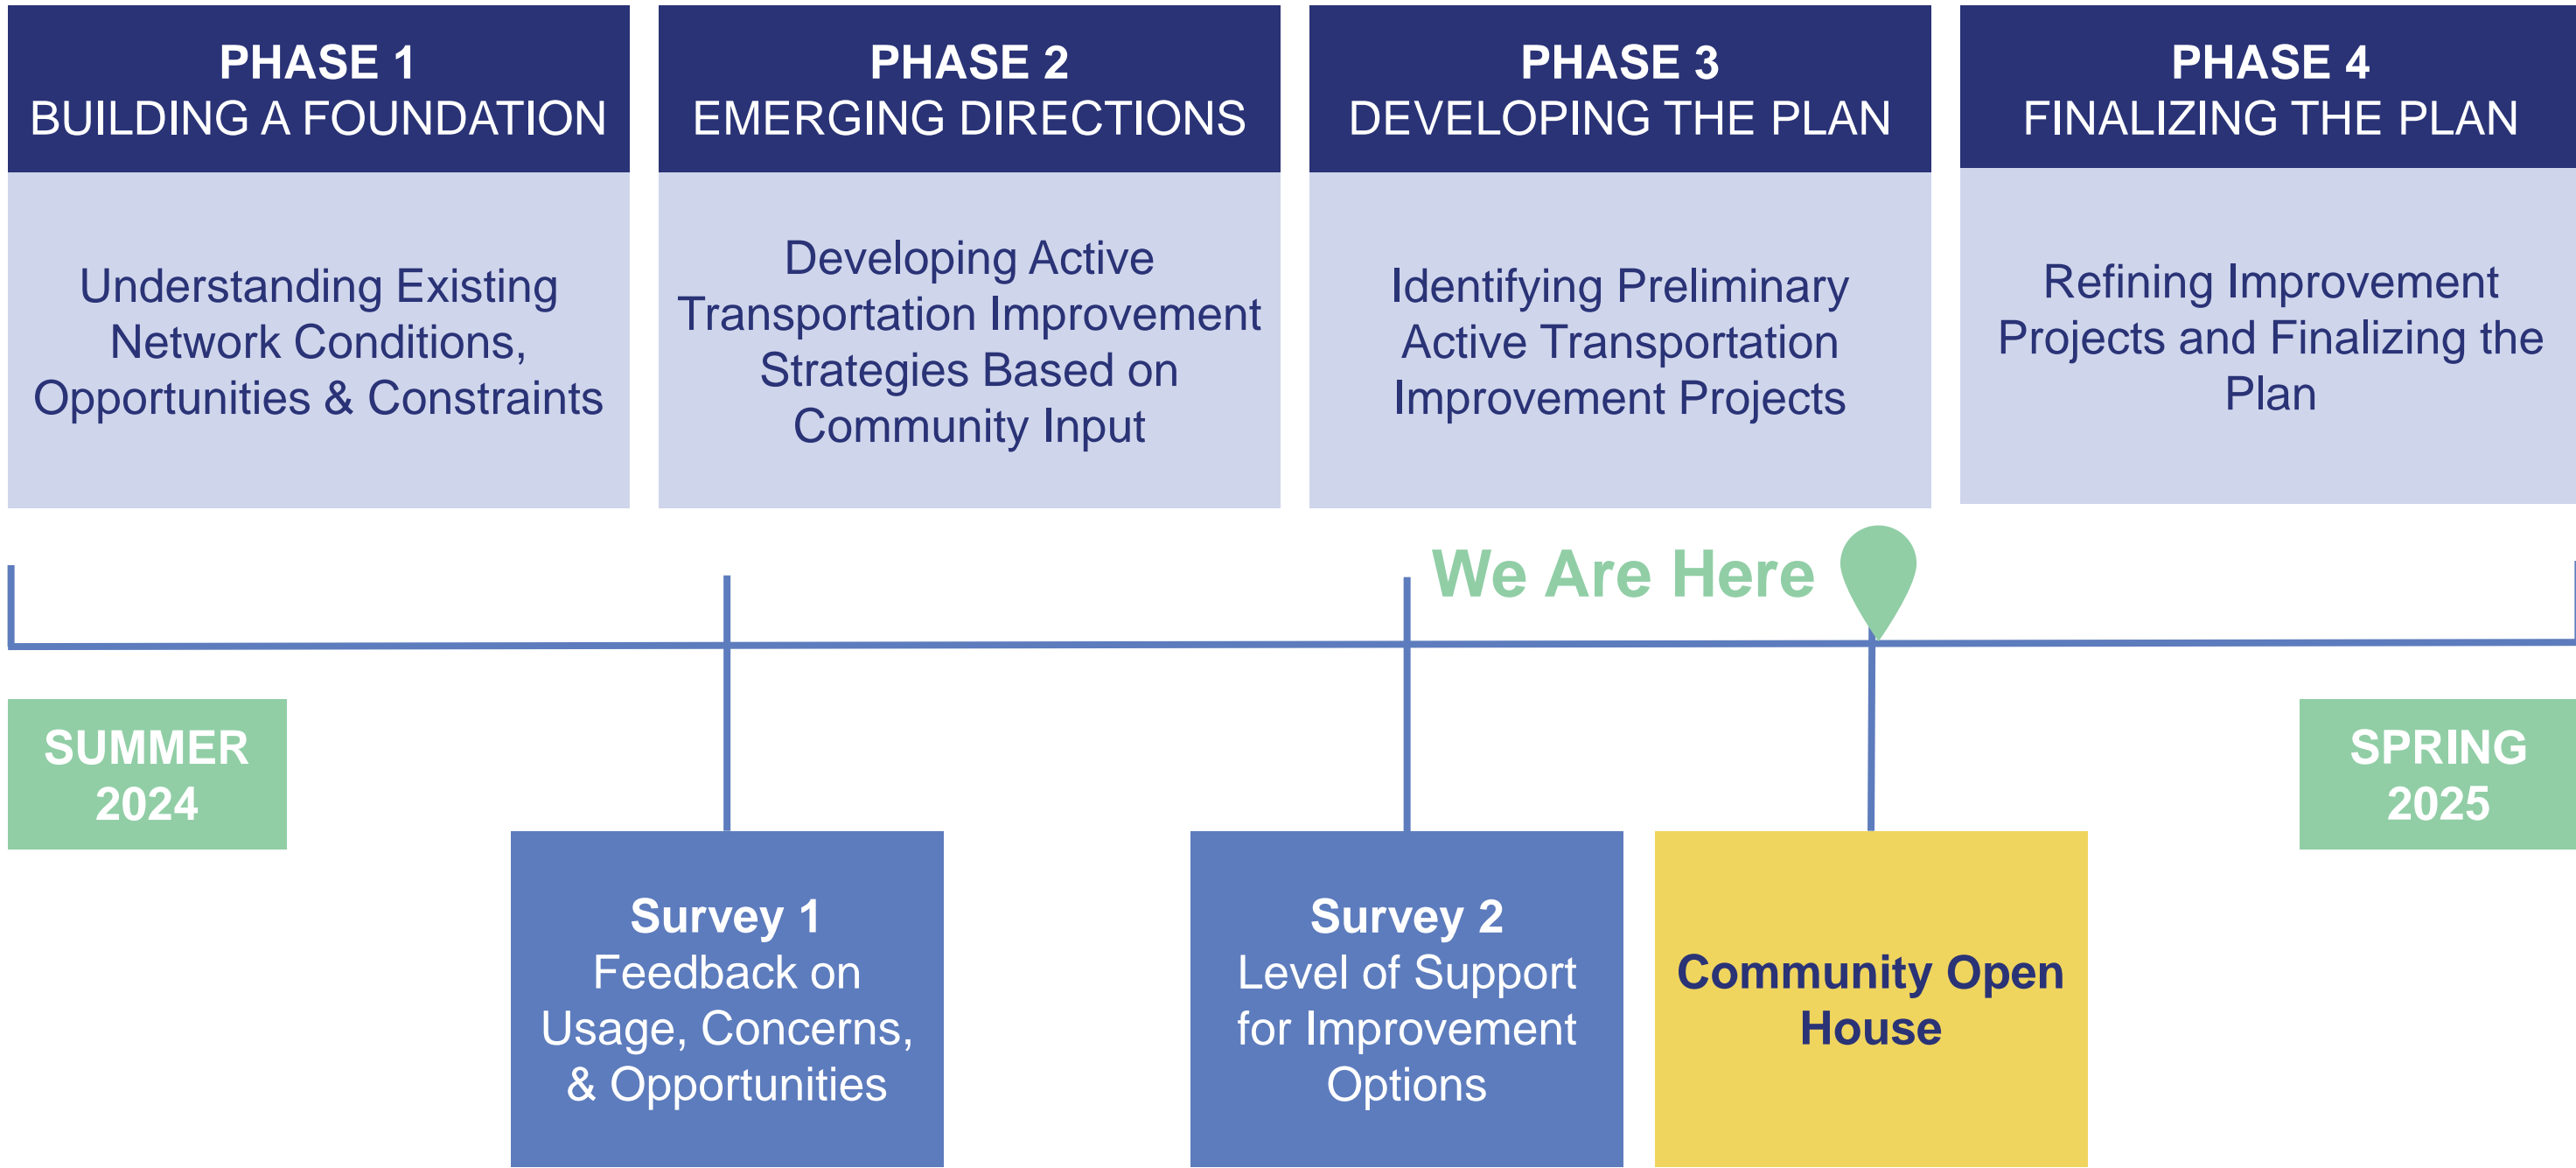 PHASE 1
BUILDING A FOUNDATION
Understanding Existing
Network Conditions,
Opportunities & Constraints
PHASE 2
EMERGING DIRECTIONS
Developing Active
Transportation Improvement
Strategies Based on
Community Input
PHASE 3
DEVELOPING THE PLAN
Identifying Preliminary
Active Transportation
Improvement Projects
PHASE 4
FINALIZING THE PLAN
Refining Improvement
Projects and Finalizing the
Plan
We Are Here
SUMMER
2024
SPRING
2025
Survey 1
Feedback on
Usage, Concerns,
& Opportunities
Survey 2
Level of Support
for Improvement
Options
Community Open
House